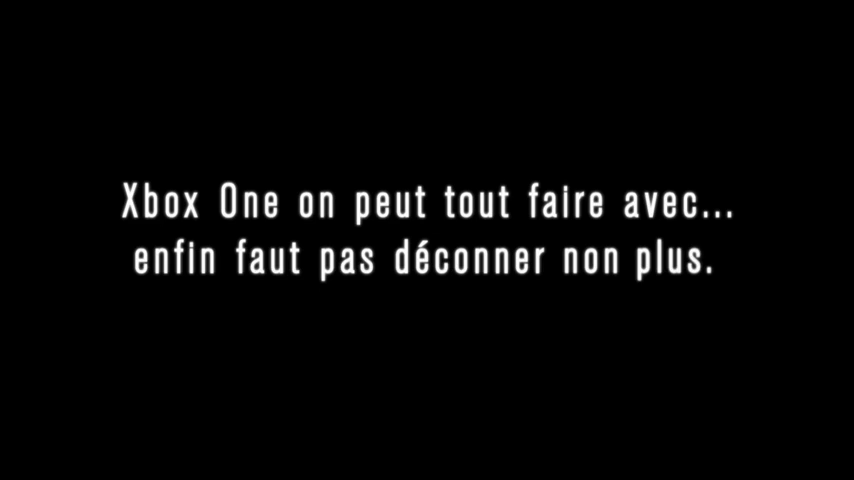 Xbox One on peut tout faire avec...
enfin faut pas déconner non plus.